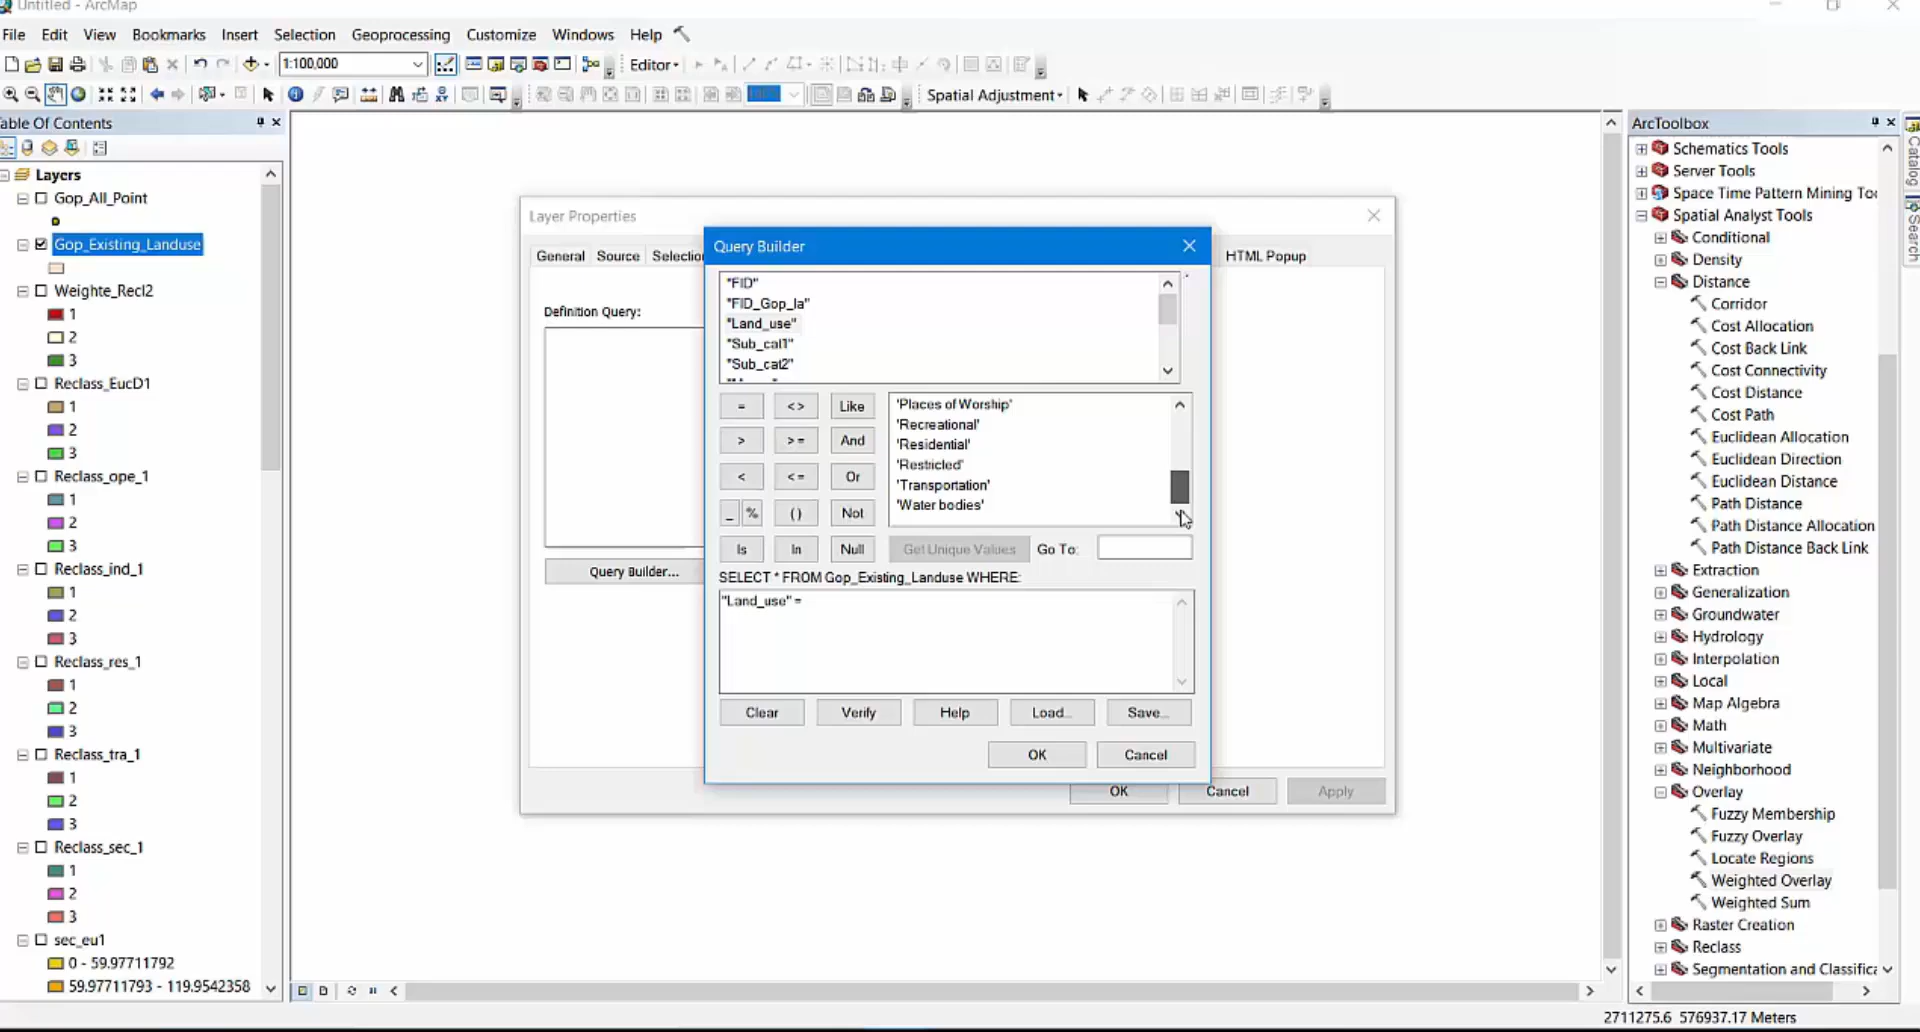 Untitled - ArcMap
File Edit View Bookmarks Insert Selection Geoprocessing Customize Windows Help
1:100,000
Editor
Spatial Adjustment
Table Of Contents
Layers
Gop_All_Point
Gop_Existing_Landuse
Weighte_Recl2
1
2
3
Reclass_EucD1
1
2
3
Reclass_ope_1
1
2
3
Reclass_ind_1
1
2
3
Reclass_res_1
1
2
3
Reclass_tra_1
1
2
3
Reclass_sec_1
1
2
3
sec_eu1
0 - 59.97711792
59.97711793 - 119.9542358
Layer Properties
General Source Selection HTML Popup
Definition Query:
Query Builder...
OK Cancel Apply
Query Builder
"FID"
"FID_Gop_la"
"Land_use"
"Sub_cat1"
"Sub_cat2"
= <> Like
> >= And
< <= Or
_ % () Not
Is In Null
'Places of Worship'
'Recreational'
'Residential'
'Restricted'
'Transportation'
'Water bodies'
Get Unique Values Go To:
SELECT * FROM Gop_Existing_Landuse WHERE:
"Land_use" =
Clear Verify Help Load... Save...
OK Cancel
ArcToolbox
Schematics Tools
Server Tools
Space Time Pattern Mining Too
Spatial Analyst Tools
Conditional
Density
Distance
Corridor
Cost Allocation
Cost Back Link
Cost Connectivity
Cost Distance
Cost Path
Euclidean Allocation
Euclidean Direction
Euclidean Distance
Path Distance
Path Distance Allocation
Path Distance Back Link
Extraction
Generalization
Groundwater
Hydrology
Interpolation
Local
Map Algebra
Math
Multivariate
Neighborhood
Overlay
Fuzzy Membership
Fuzzy Overlay
Locate Regions
Weighted Overlay
Weighted Sum
Raster Creation
Reclass
Segmentation and Classifica
Catalog
Search
2711275.6 576937.17 Meters